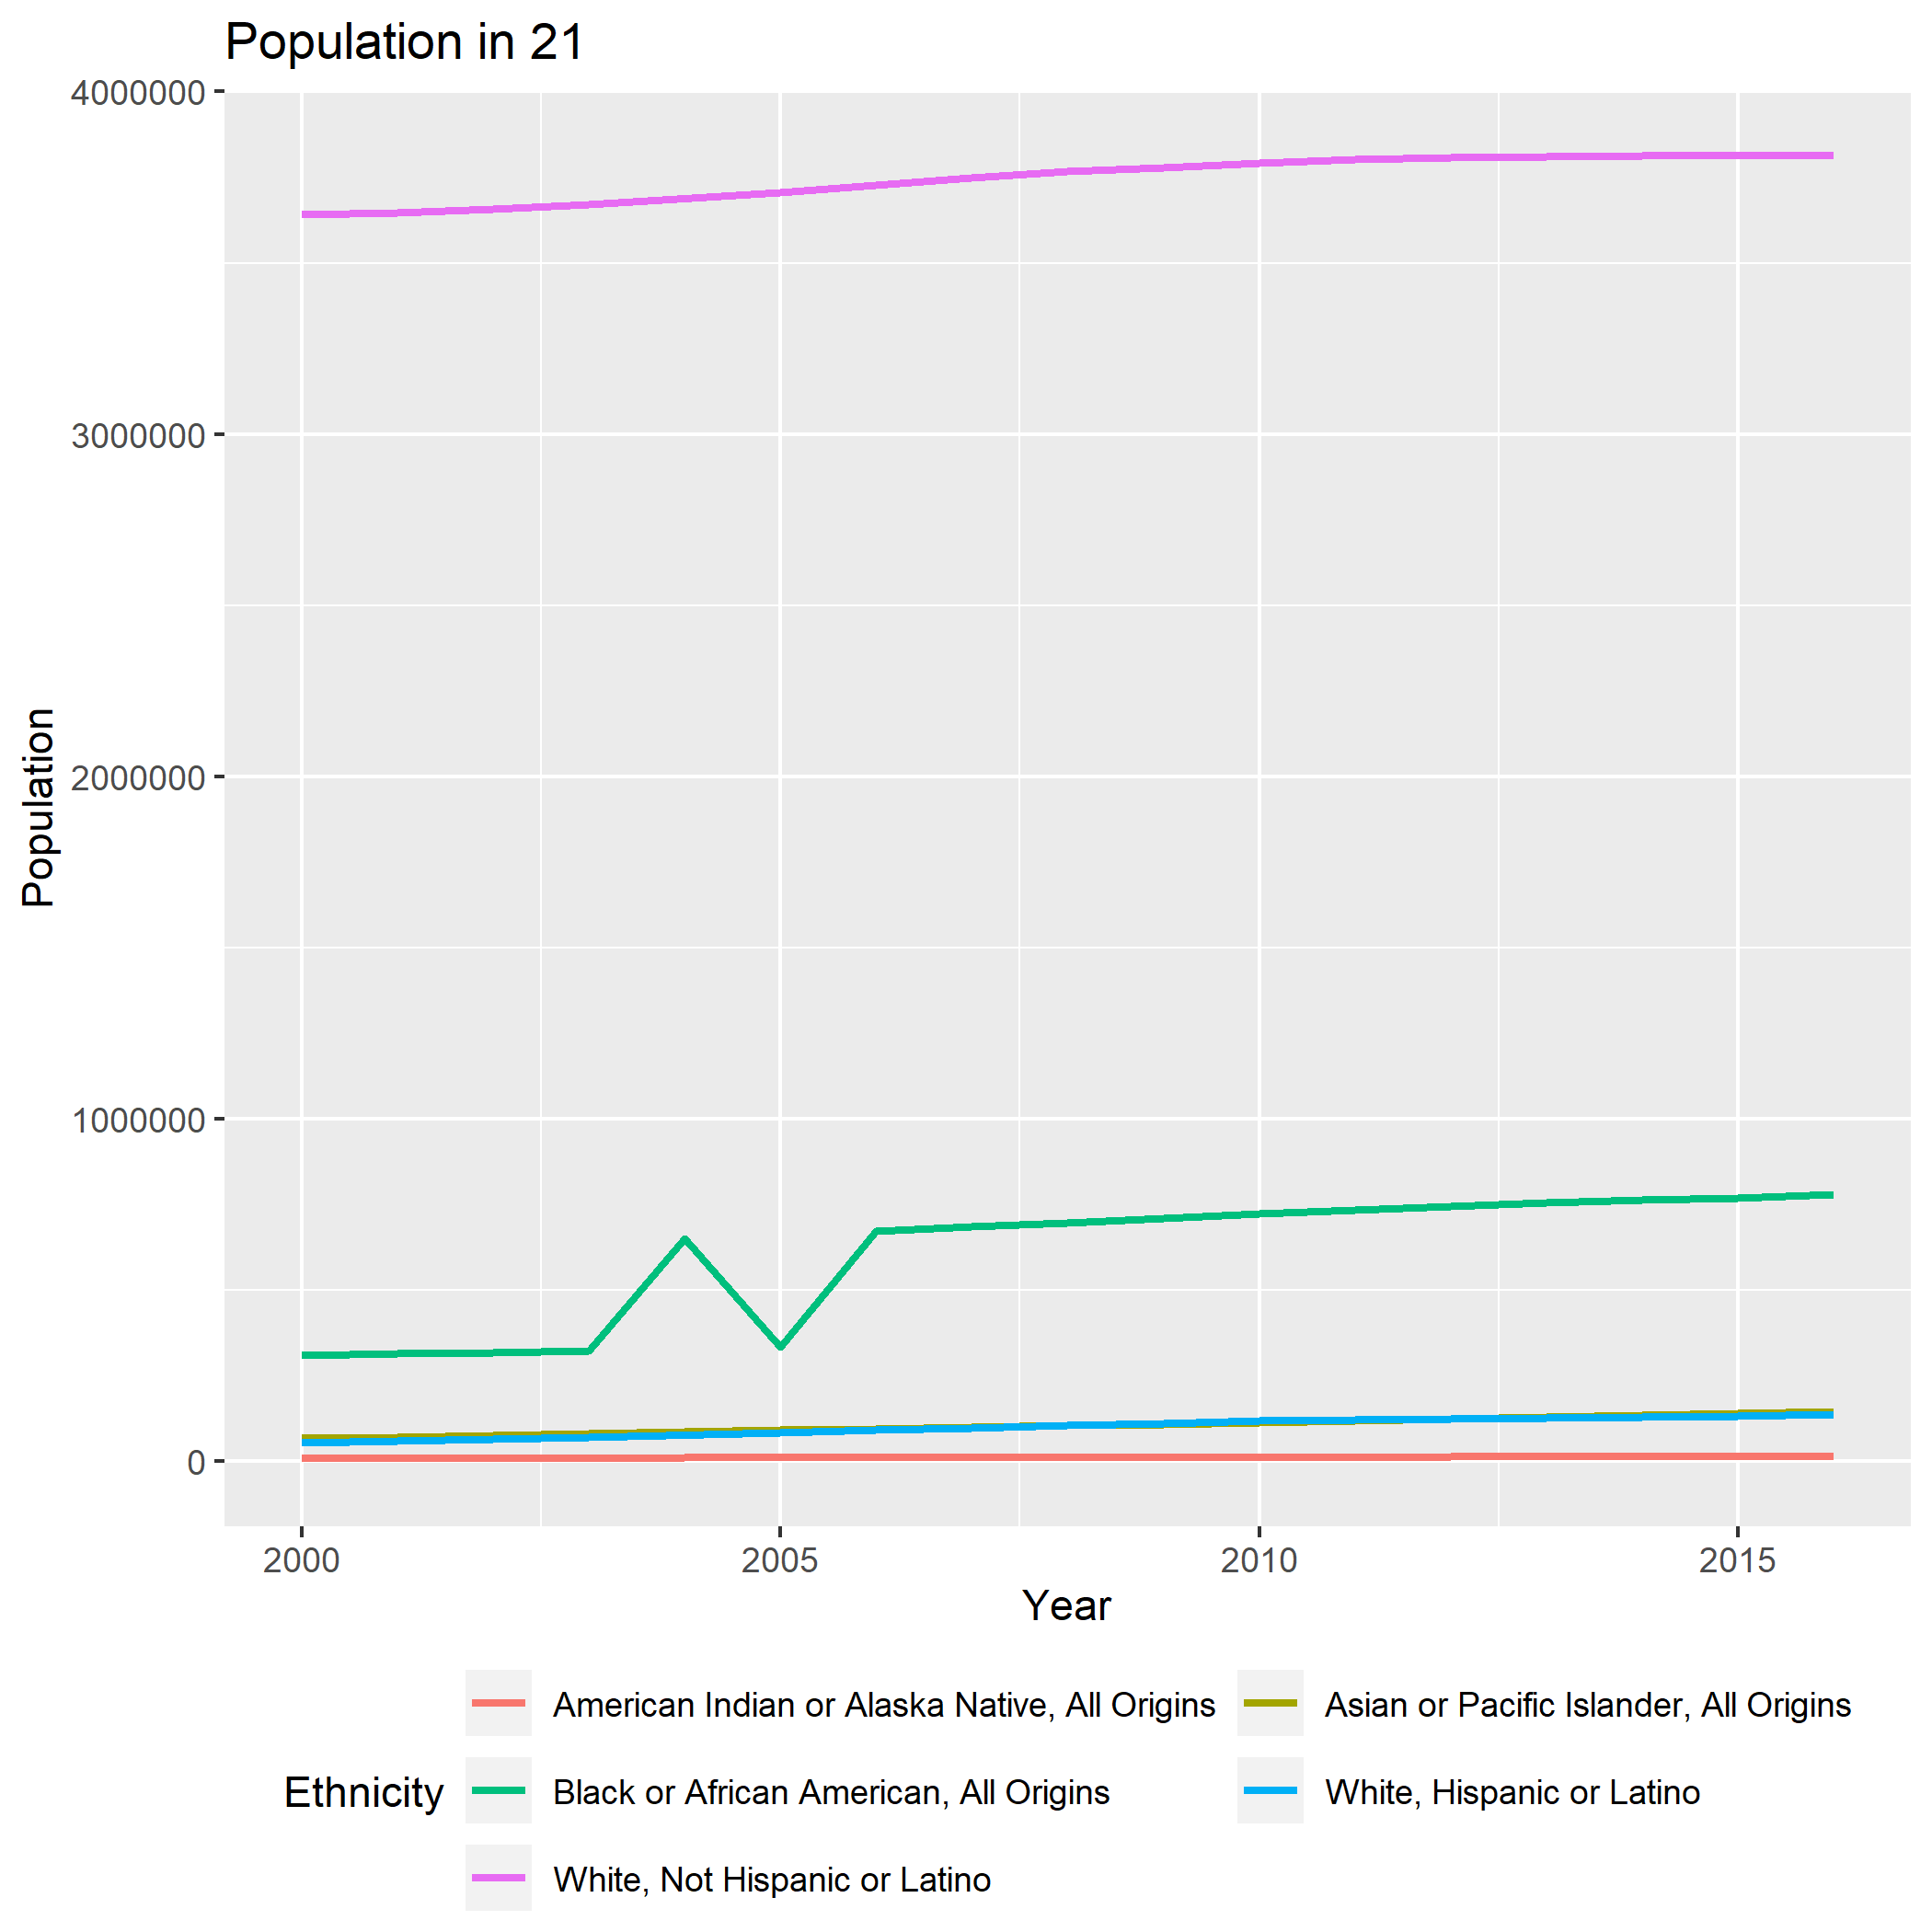 Population in 21
4000000
3000000
2000000
1000000
0
Population
2000 2005 2010 2015
Year
Ethnicity
American Indian or Alaska Native, All Origins
Asian or Pacific Islander, All Origins
Black or African American, All Origins
White, Hispanic or Latino
White, Not Hispanic or Latino